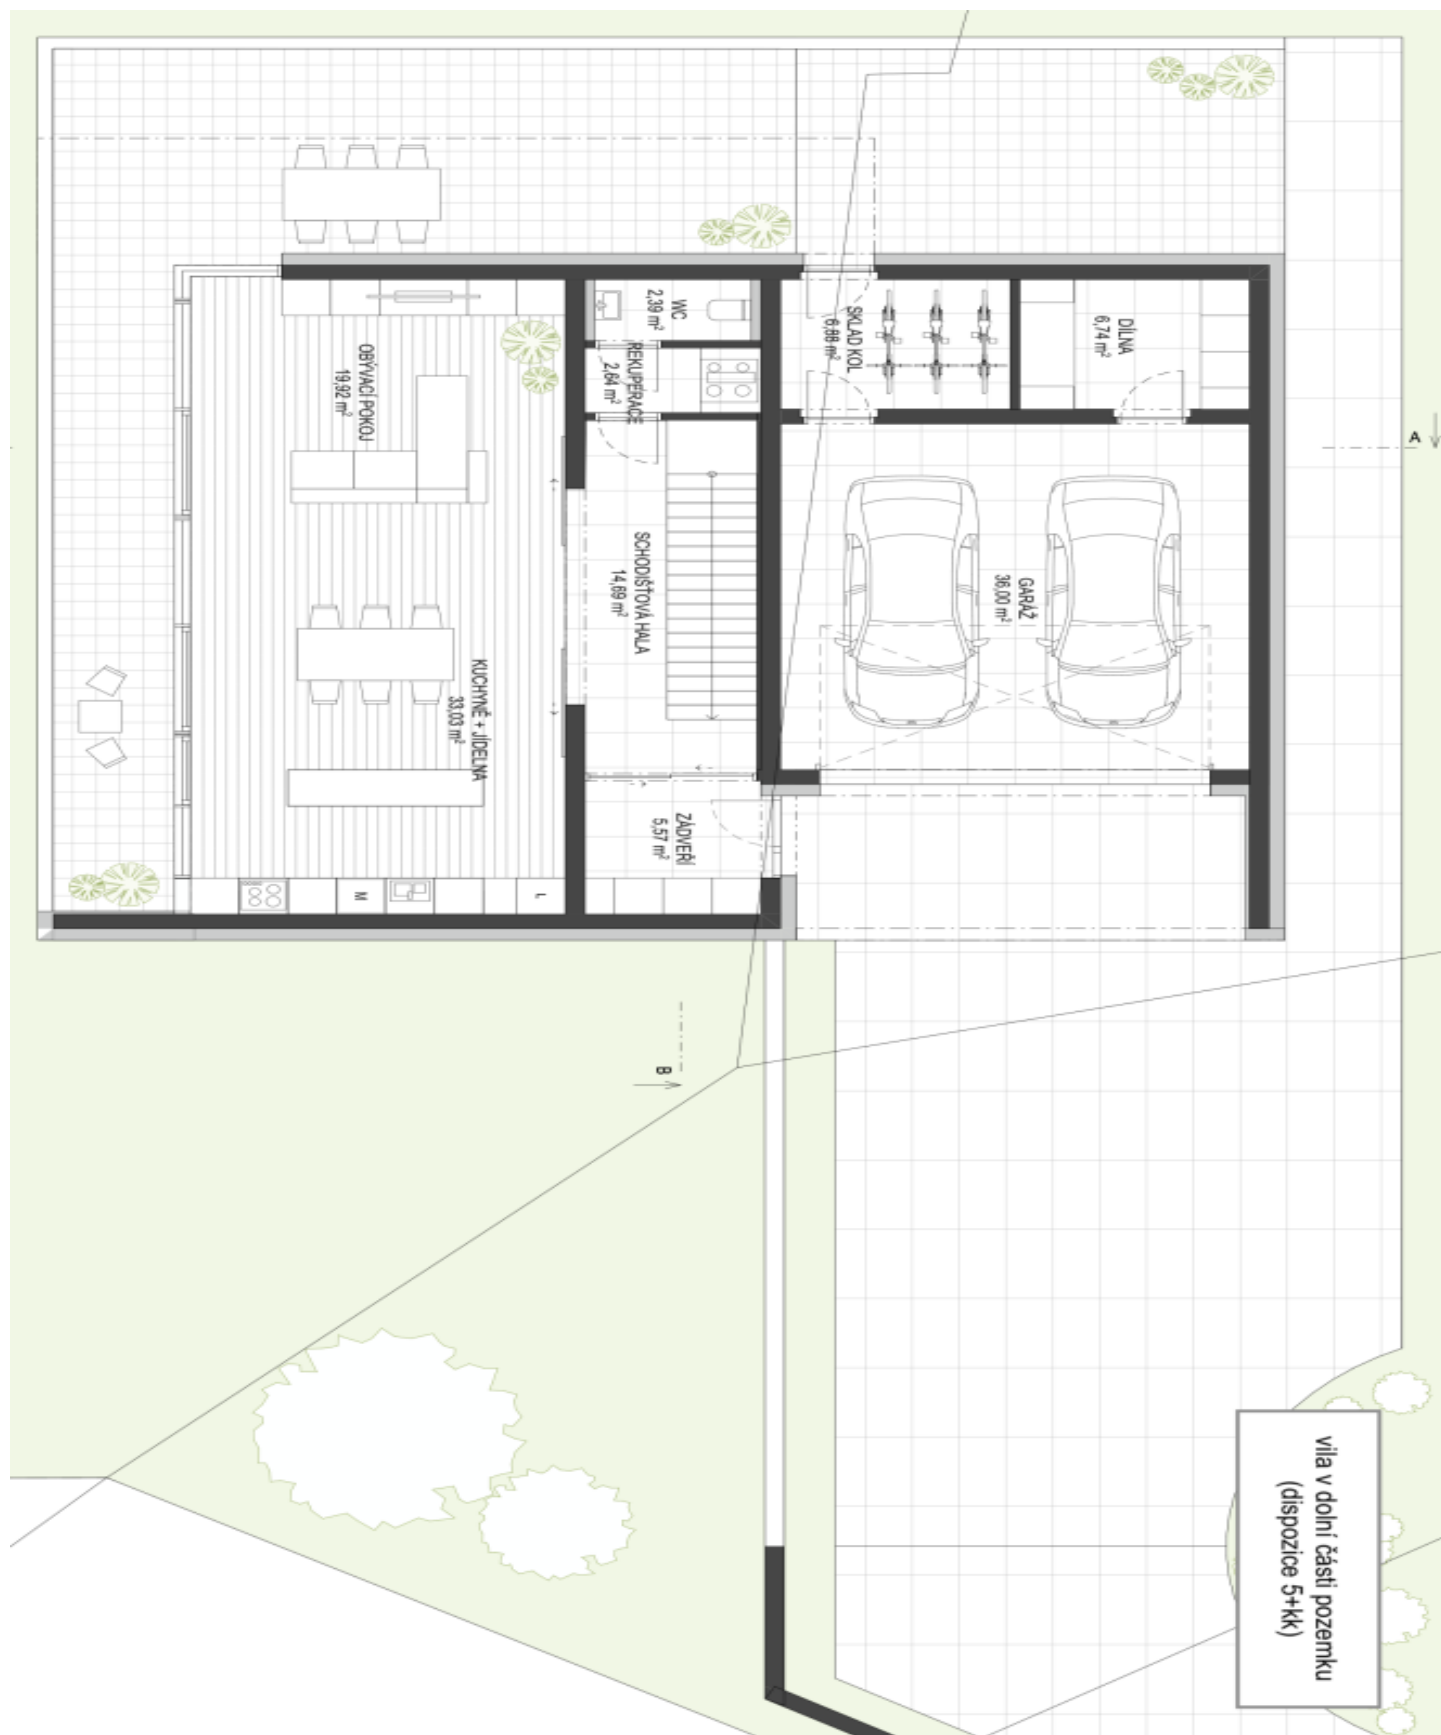 WC
2,39 m²
REKUPERACE
2,64 m²
SKLAD KOL
6,88 m²
DÍLNA
6,74 m²
OBÝVACÍ POKOJ
19,92 m²
A
SCHODIŠŤOVÁ HALA
14,69 m²
GARÁŽ
36,00 m²
KUCHYNĚ + JÍDELNA
33,03 m²
ZÁDVEŘÍ
5,57 m²
M
L
B
vila v dolní části pozemku
(dispozice 5+kk)